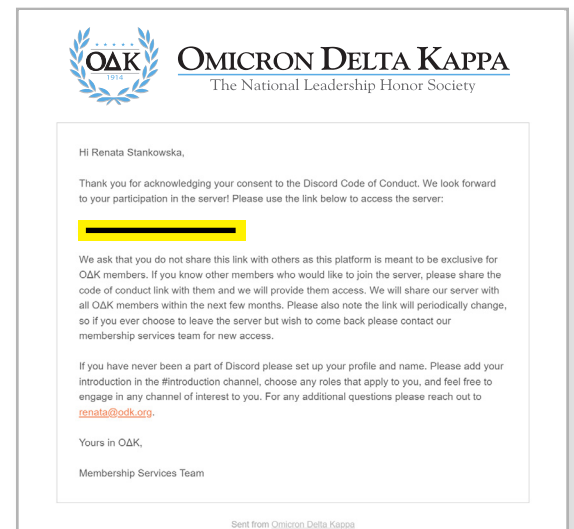 OΔK
1914
OMICRON DELTA KAPPA
The National Leadership Honor Society
Hi Renata Stankowska,
Thank you for acknowledging your consent to the Discord Code of Conduct. We look forward
to your participation in the server! Please use the link below to access the server:
We ask that you do not share this link with others as this platform is meant to be exclusive for
OΔK members. If you know other members who would like to join the server, please share the
code of conduct link with them and we will provide them access. We will share our server with
all OΔK members within the next few months. Please also note the link will periodically change,
so if you ever choose to leave the server but wish to come back please contact our
membership services team for new access.
If you have never been a part of Discord please set up your profile and name. Please add your
introduction in the #introduction channel, choose any roles that apply to you, and feel free to
engage in any channel of interest to you. For any additional questions please reach out to
renata@odk.org.
Yours in OΔK,
Membership Services Team
Sent from Omicron Delta Kappa